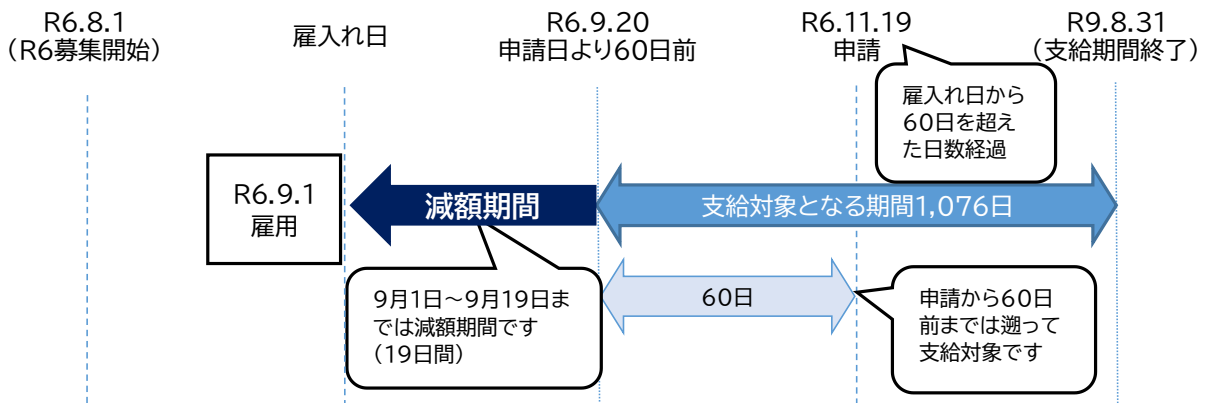 R6.8.1
（R6募集開始）
雇入れ日
R6.9.20
申請日より60日前
R6.11.19
申請
R9.8.31
（支給期間終了）
雇入れ日から
60日を超え
た日数経過
R6.9.1
雇用
減額期間
支給対象となる期間1,076日
9月1日～9月19日ま
では減額期間です
（19日間）
60日
申請から60日
前までは遡って
支給対象です